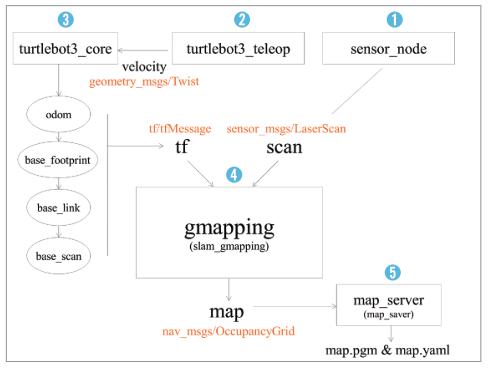 3
2
1
turtlebot3_core
turtlebot3_teleop
sensor_node
velocity
geometry_msgs/Twist
odom
base_footprint
base_link
base_scan
tf/tfMessage
sensor_msgs/LaserScan
tf
scan
4
gmapping
(slam_gmapping)
map
nav_msgs/OccupancyGrid
5
map_server
(map_saver)
map.pgm & map.yaml